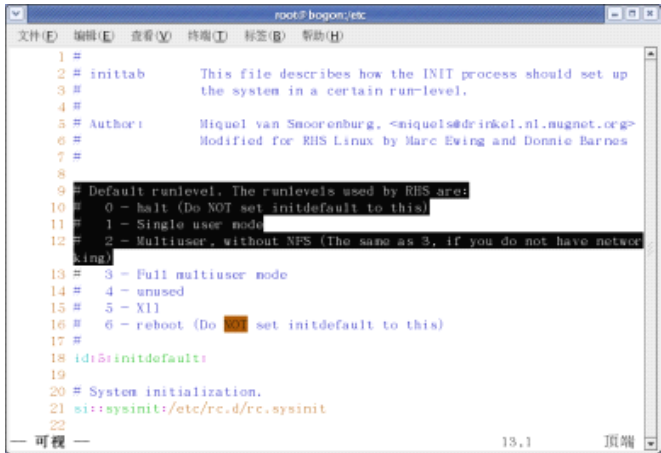 root@bogon:/etc
文件(F) 编辑(E) 查看(V) 终端(T) 标签(B) 帮助(H)
1 #
2 # inittab This file describes how the INIT process should set up
3 # the system in a certain run-level.
4 #
5 # Author: Miquel van Smoorenburg, <miquels@drinkel.nl.mugnet.org>
6 # Modified for RHS Linux by Marc Ewing and Donnie Barnes
7 #
8
9 # Default runlevel. The runlevels used by RHS are:
10 # 0 - halt (Do NOT set initdefault to this)
11 # 1 - Single user mode
12 # 2 - Multiuser, without NFS (The same as 3, if you do not have networ
king)
13 # 3 - Full multiuser mode
14 # 4 - unused
15 # 5 - X11
16 # 6 - reboot (Do NOT set initdefault to this)
17 #
18 id:5:initdefault:
19
20 # System initialization.
21 si::sysinit:/etc/rc.d/rc.sysinit
22
-- 可视 -- 13,1 顶端